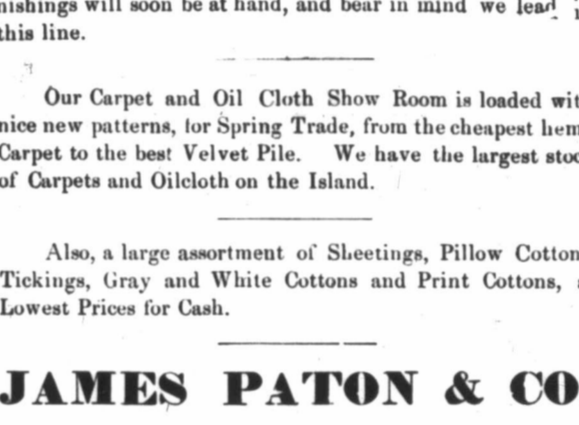 nishings will soon be at hand, and bear in mind we lead
this line.
Our Carpet and Oil Cloth Show Room is loaded wit
nice new patterns, for Spring Trade, from the cheapest hem
Carpet to the best Velvet Pile. We have the largest stoc
of Carpets and Oilcloth on the Island.
Also, a large assortment of Sheetings, Pillow Cotton
Tickings, Gray and White Cottons and Print Cottons,
Lowest Prices for Cash.
JAMES PATON & CO